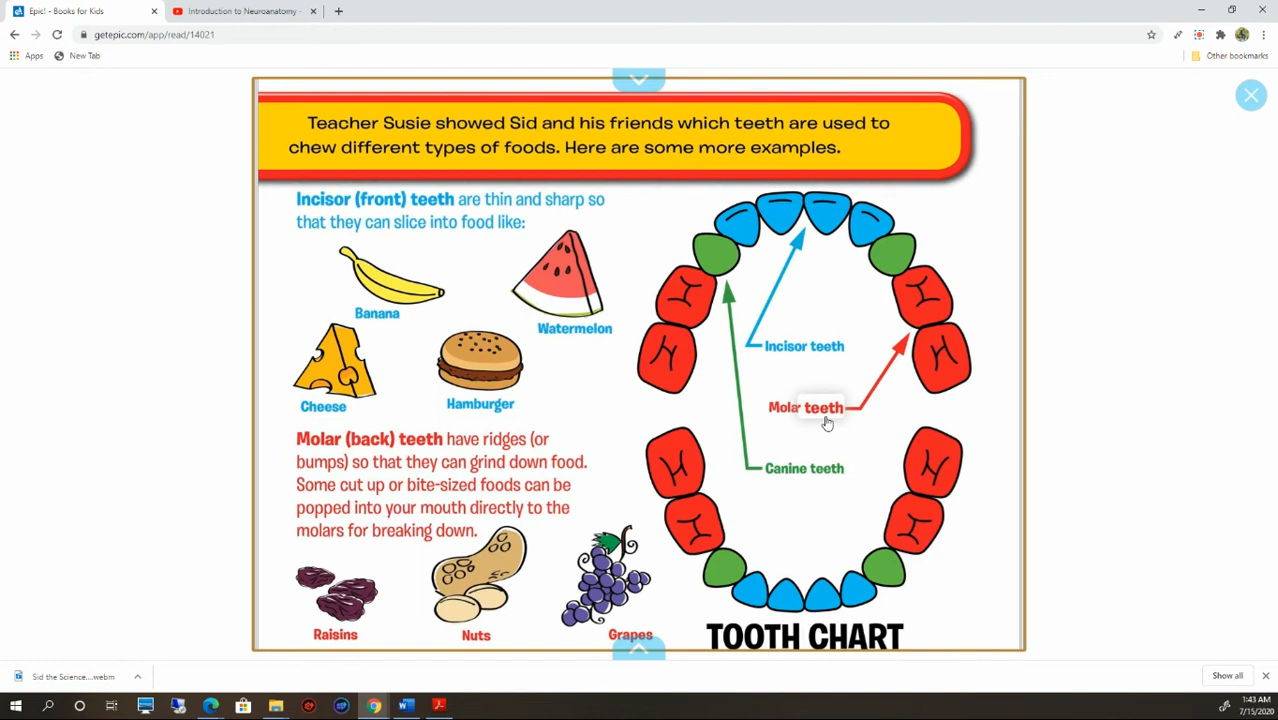 Epic! - Books for Kids
Introduction to Neuroanatomy -
getepic.com/app/read/14021
Apps
New Tab
Other bookmarks
Teacher Susie showed Sid and his friends which teeth are used to
chew different types of foods. Here are some more examples.
Incisor (front) teeth are thin and sharp so
that they can slice into food like:
Banana
Watermelon
Cheese
Hamburger
Molar (back) teeth have ridges (or
bumps) so that they can grind down food.
Some cut up or bite-sized foods can be
popped into your mouth directly to the
molars for breaking down.
Raisins
Nuts
Grapes
Incisor teeth
Molar teeth
Canine teeth
TOOTH CHART
Sid the Science....webm
Show all
1:43 AM
7/15/2020